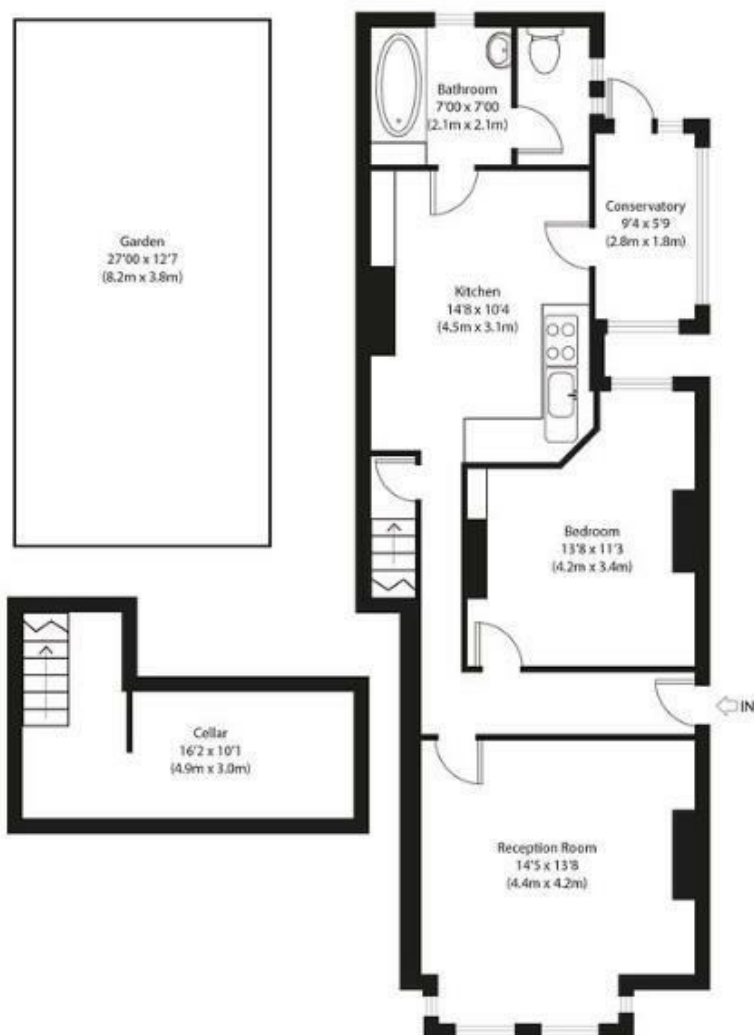 Garden
27'00 x 12'7
(8.2m x 3.8m)
Bathroom
7'00 x 7'00
(2.1m x 2.1m)
Conservatory
9'4 x 5'9
(2.8m x 1.8m)
Kitchen
14'8 x 10'4
(4.5m x 3.1m)
Bedroom
13'8 x 11'3
(4.2m x 3.4m)
IN
Cellar
16'2 x 10'1
(4.9m x 3.0m)
Reception Room
14'5 x 13'8
(4.4m x 4.2m)